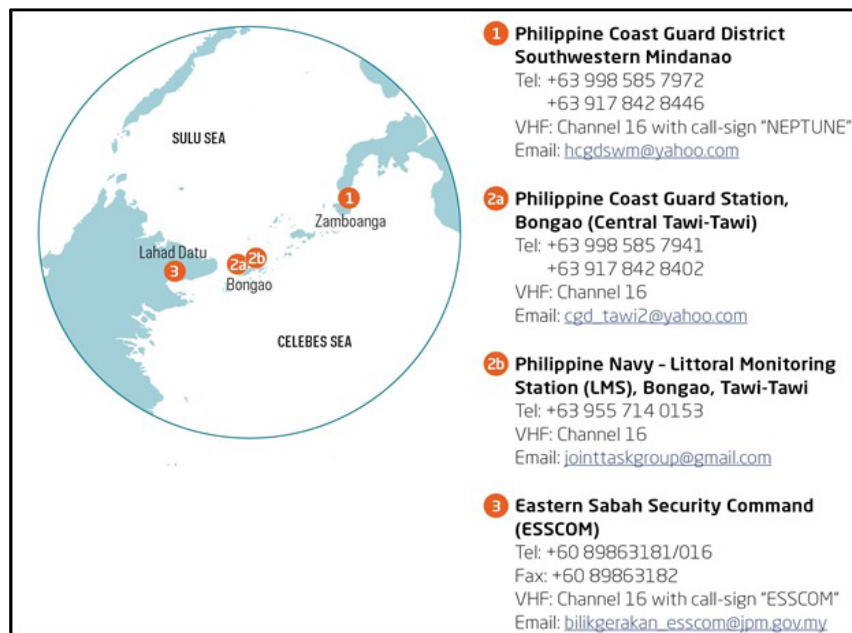 SULU SEA
1
Zamboanga
Lahad Datu
3
2a
2b
Bongao
CELEBES SEA
1 Philippine Coast Guard District
Southwestern Mindanao
Tel: +63 998 585 7972
+63 917 842 8446
VHF: Channel 16 with call-sign "NEPTUNE"
Email: hcgdswm@yahoo.com
2a Philippine Coast Guard Station,
Bongao (Central Tawi-Tawi)
Tel: +63 998 585 7941
+63 917 842 8402
VHF: Channel 16
Email: cgd_tawi2@yahoo.com
2b Philippine Navy – Littoral Monitoring
Station (LMS), Bongao, Tawi-Tawi
Tel: +63 955 714 0153
VHF: Channel 16
Email: jointtaskgroup@gmail.com
3 Eastern Sabah Security Command
(ESSCOM)
Tel: +60 89863181/016
Fax: +60 89863182
VHF: Channel 16 with call-sign "ESSCOM"
Email: bilikgerakan_esscom@jpm.gov.my